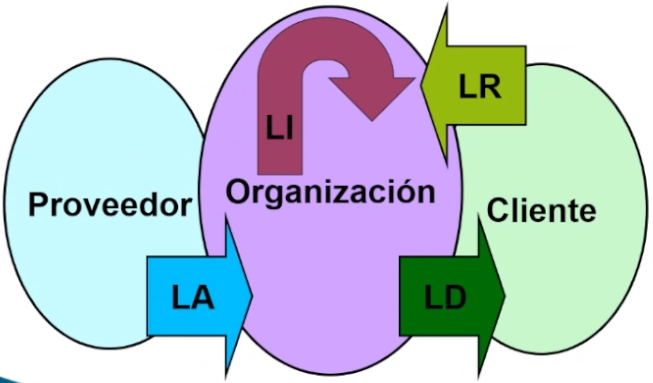 LR
LI
Proveedor
Organización
Cliente
LA
LD